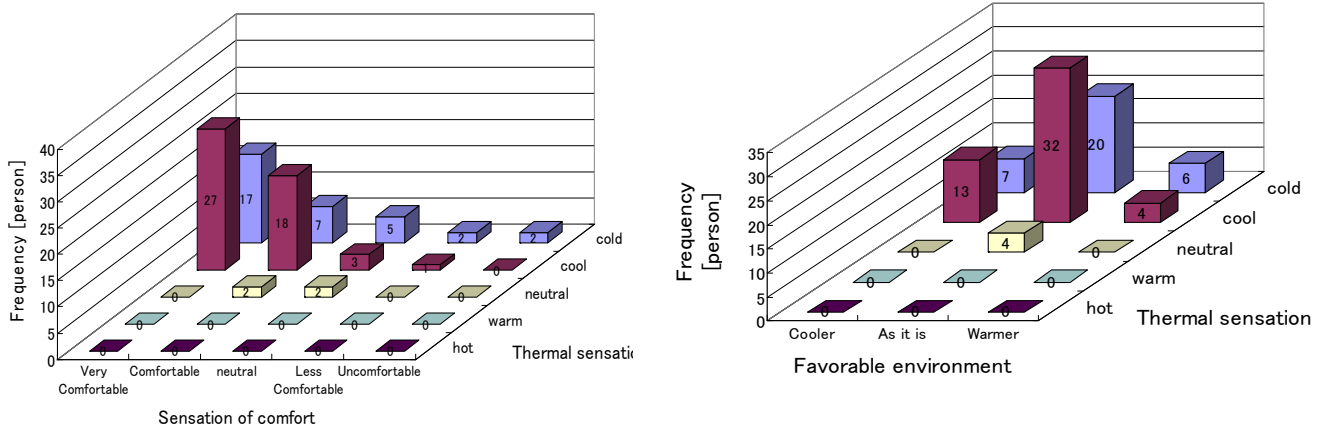 Frequency [person]
40
35
30
25
20
15
10
5
0
17
7
5
2
2
27
18
3
1
0
0
2
2
0
0
0
0
0
0
0
0
0
0
0
0
cold
cool
neutral
warm
hot
Thermal sensatio
Very
Comfortable
Comfortable
neutral
Less
Comfortable
Uncomfortable
Sensation of comfort
Frequency
[person]
35
30
25
20
15
10
5
0
7
20
6
13
32
4
0
4
0
0
0
0
0
0
0
cold
cool
neutral
warm
hot
Thermal sensation
Cooler
As it is
Warmer
Favorable environment